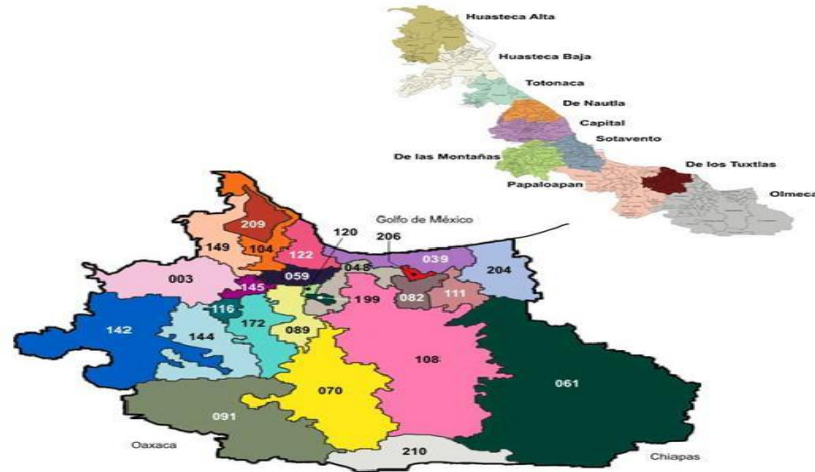 Huasteca Alta
Huasteca Baja
Totonaca
De Nautla
Capital
Sotavento
De las Montañas
De los Tuxtlas
Papaloapan
Olmeca
Golfo de México
120
206
209
149
104
122
039
003
059
048
204
145
199
082
111
116
142
144
172
089
108
061
070
091
210
Oaxaca
Chiapas